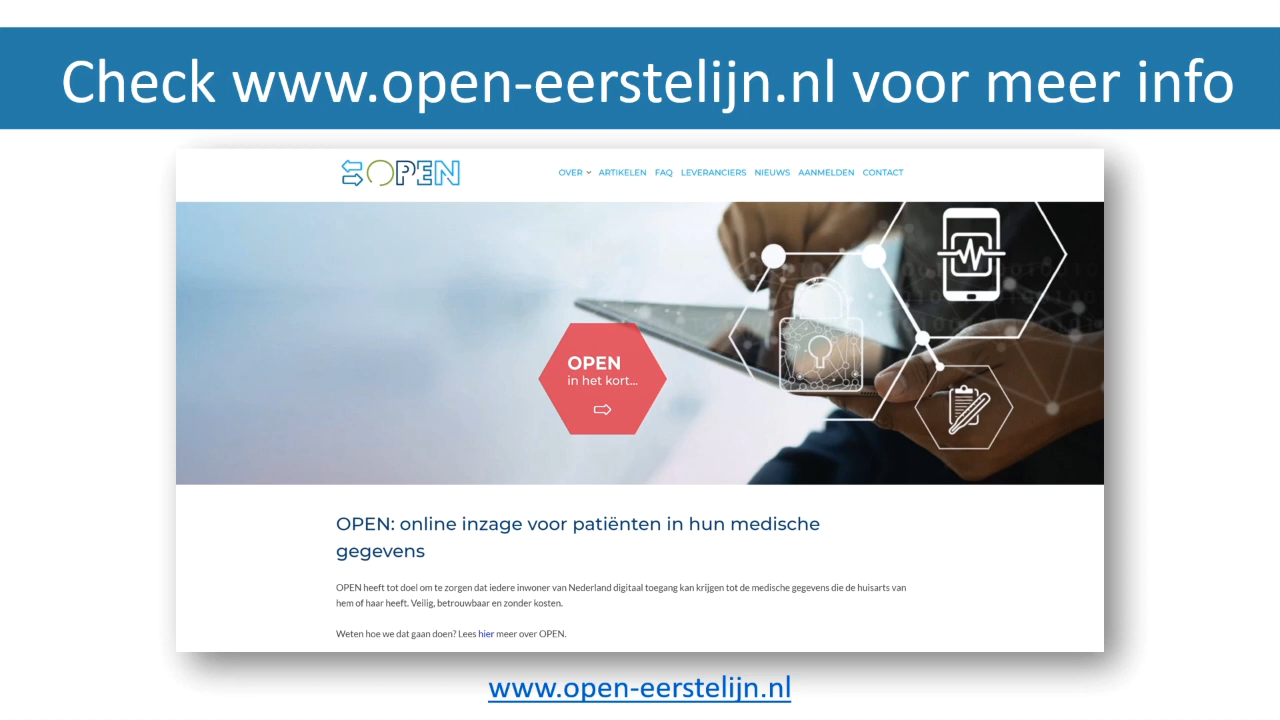 Check www.open-eerstelijn.nl voor meer info
OPEN
OVER ARTIKELEN FAQ LEVERANCIERS NIEUWS AANMELDEN CONTACT
OPEN
in het kort...
OPEN: online inzage voor patiënten in hun medische
gegevens
OPEN heeft tot doel om te zorgen dat iedere inwoner van Nederland digitaal toegang kan krijgen tot de medische gegevens die de huisarts van
hem of haar heeft. Veilig, betrouwbaar en zonder kosten.
Weten hoe we dat gaan doen? Lees hier meer over OPEN.
www.open-eerstelijn.nl